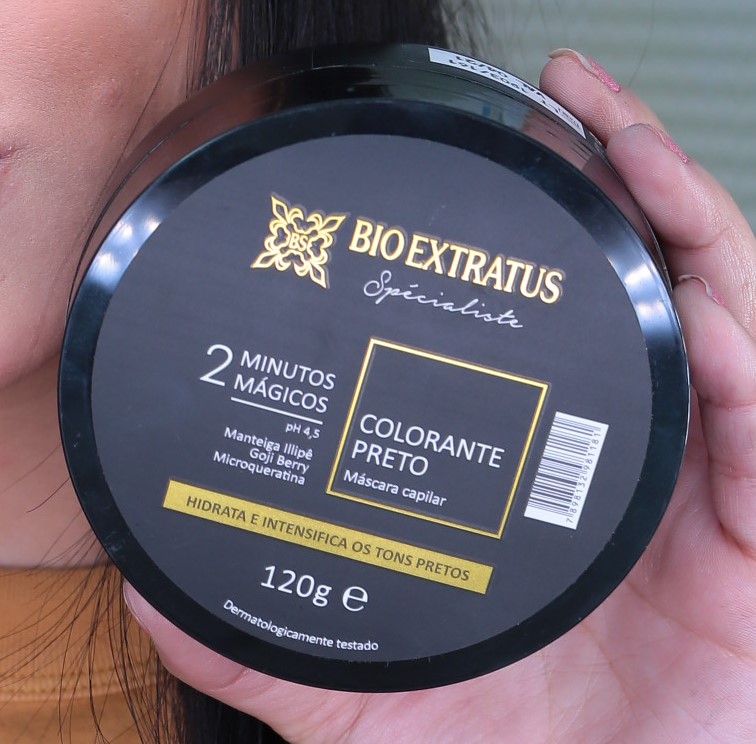 BS
BIO EXTRATUS
Spécialiste
2 MINUTOS
MÁGICOS
pH 4,5
Manteiga Illipê
Goji Berry
Microqueratina
COLORANTE
PRETO
Máscara capilar
HIDRATA E INTENSIFICA OS TONS PRETOS
120g ℮
Dermatologicamente testado